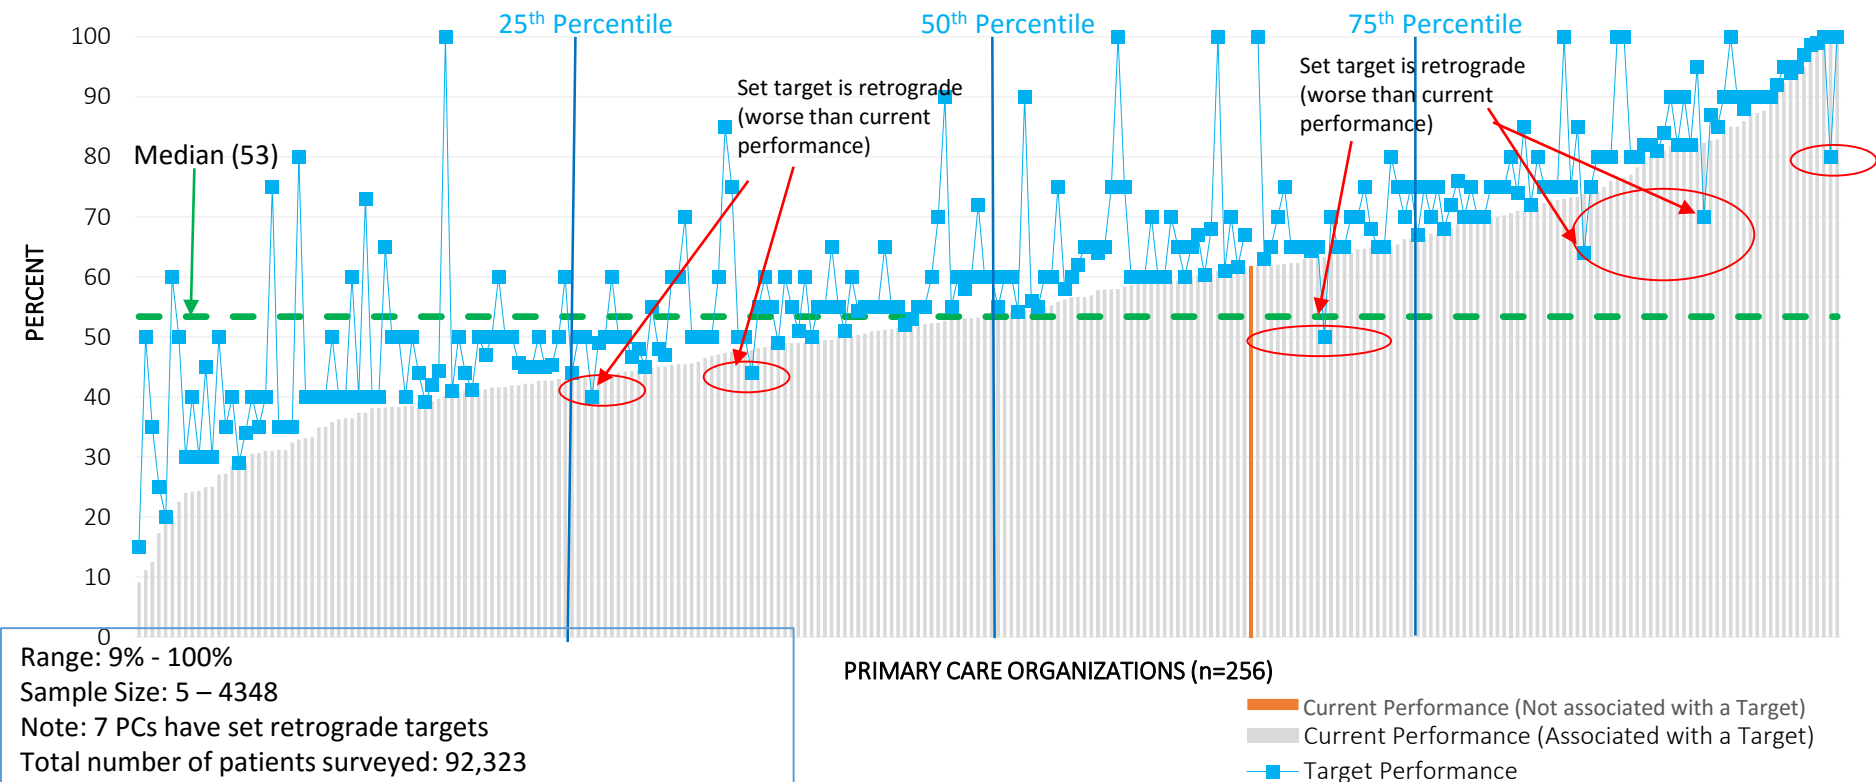 25th Percentile
50th Percentile
75th Percentile
100
90
80
70
60
50
40
30
20
10
0
PERCENT
Median (53)
Set target is retrograde
(worse than current
performance)
Set target is retrograde
(worse than current
performance)
Range: 9% - 100%
Sample Size: 5 – 4348
Note: 7 PCs have set retrograde targets
Total number of patients surveyed: 92,323
PRIMARY CARE ORGANIZATIONS (n=256)
Current Performance (Not associated with a Target)
Current Performance (Associated with a Target)
Target Performance